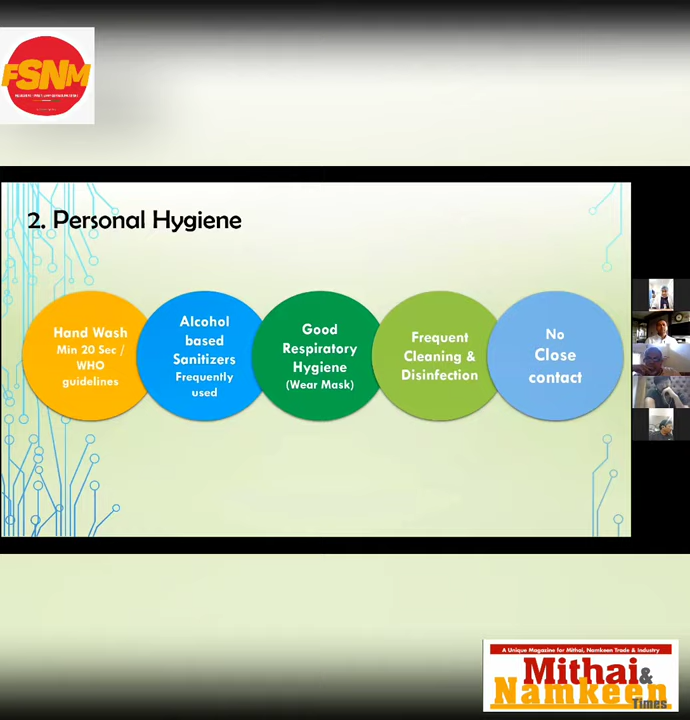 FSNM
2. Personal Hygiene
Hand Wash
Min 20 Sec /
WHO
guidelines
Alcohol
based
Sanitizers
Frequently
used
Good
Respiratory
Hygiene
(Wear Mask)
Frequent
Cleaning &
Disinfection
No
Close
contact
A Unique Magazine for Mithai, Namkeen Trade & Industry
Mithai &
Namkeen
Times